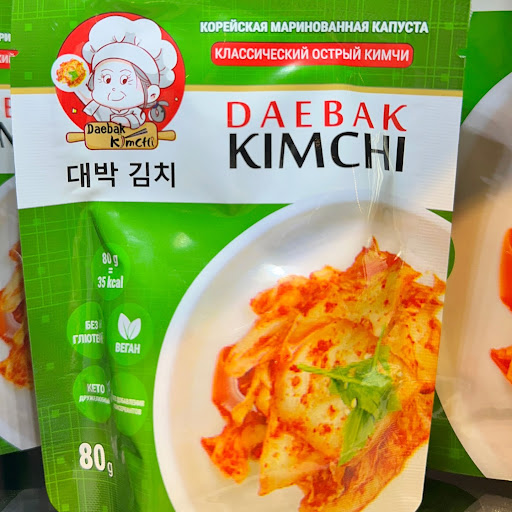 КОРЕЙСКАЯ МАРИНОВАННАЯ КАПУСТА
КЛАССИЧЕСКИЙ ОСТРЫЙ КИМЧИ
Daebak
Kimchi
대박 김치
DAEBAK
KIMCHI
80 g
=
35 kcal
БЕЗ
ГЛЮТЕН
ВЕГАН
КЕТО
80g